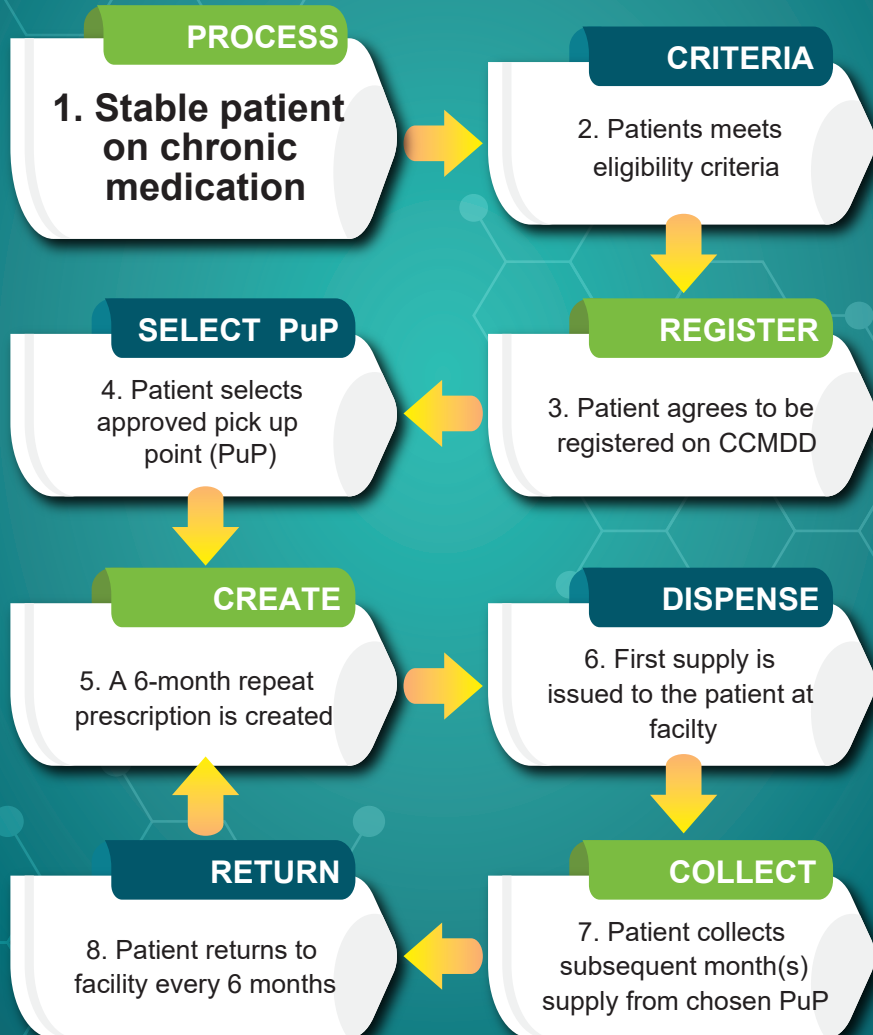 PROCESS
1. Stable patient
on chronic
medication
CRITERIA
2. Patients meets
eligibility criteria
REGISTER
3. Patient agrees to be
registered on CCMDD
SELECT PuP
4. Patient selects
approved pick up
point (PuP)
CREATE
5. A 6-month repeat
prescription is created
DISPENSE
6. First supply is
issued to the patient at
facilty
COLLECT
7. Patient collects
subsequent month(s)
supply from chosen PuP
RETURN
8. Patient returns to
facility every 6 months